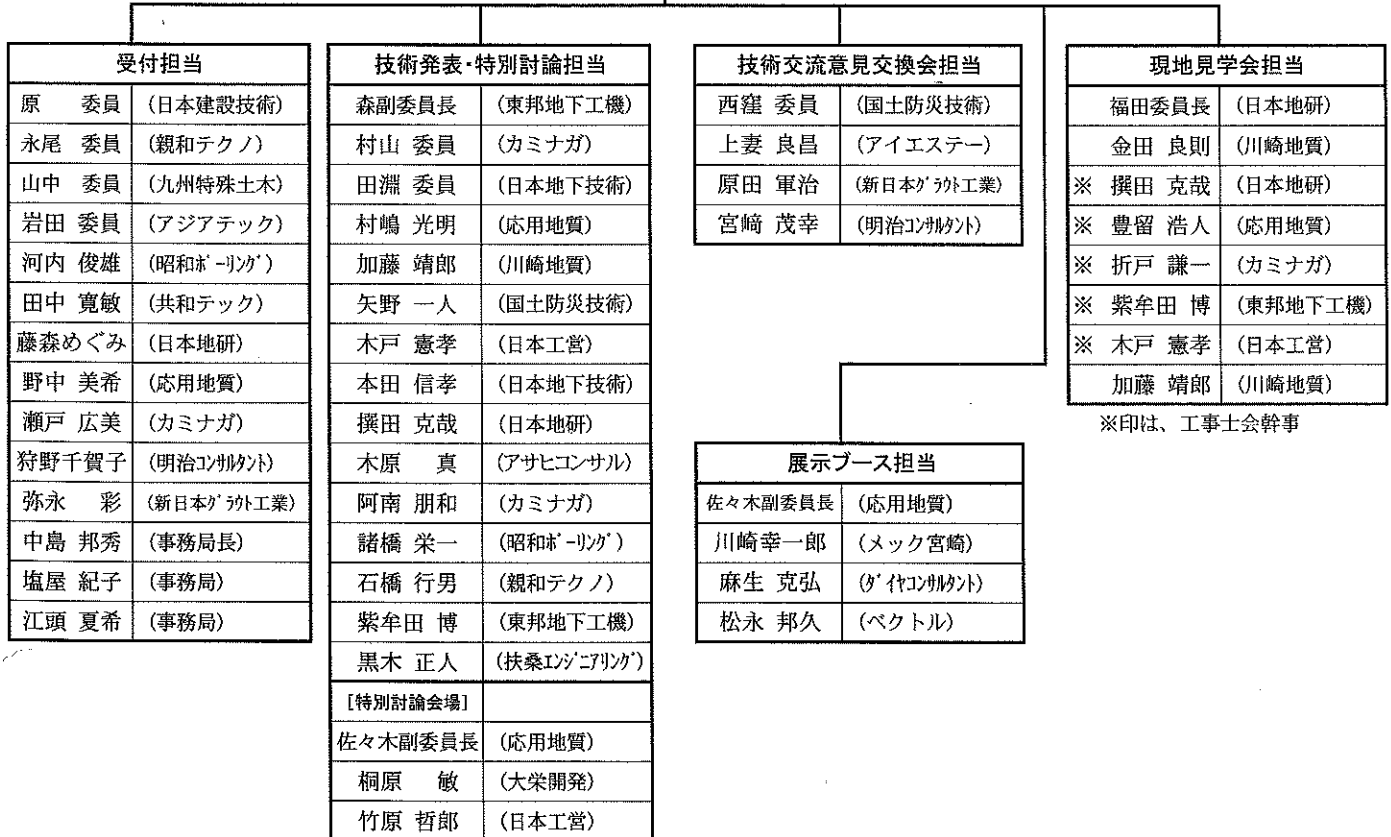 受付担当
原 委員 (日本建設技術)
永尾 委員 (親和テクノ)
山中 委員 (九州特殊土木)
岩田 委員 (アジアテック)
河内 俊雄 (昭和ボーリング)
田中 寛敏 (共和テック)
藤森めぐみ (日本地研)
野中 美希 (応用地質)
瀬戸 広美 (カミナガ)
狩野千賀子 (明治コンサルタント)
弥永 彩 (新日本グラウト工業)
中島 邦秀 (事務局長)
塩屋 紀子 (事務局)
江頭 夏希 (事務局)
技術発表・特別討論担当
森副委員長 (東邦地下工機)
村山 委員 (カミナガ)
田淵 委員 (日本地下技術)
村嶋 光明 (応用地質)
加藤 靖郎 (川崎地質)
矢野 一人 (国土防災技術)
木戸 憲孝 (日本工営)
本田 信孝 (日本地下技術)
撰田 克哉 (日本地研)
木原 真 (アサヒコンサル)
阿南 朋和 (カミナガ)
諸橋 栄一 (昭和ボーリング)
石橋 行男 (親和テクノ)
紫牟田 博 (東邦地下工機)
黒木 正人 (扶桑エンジニアリング)
[特別討論会場]
佐々木副委員長 (応用地質)
桐原 敏 (大栄開発)
竹原 哲郎 (日本工営)
技術交流意見交換会担当
西窪 委員 (国土防災技術)
上妻 良昌 (アイエステー)
原田 軍治 (新日本グラウト工業)
宮崎 茂幸 (明治コンサルタント)
展示ブース担当
佐々木副委員長 (応用地質)
川崎幸一郎 (メック宮崎)
麻生 克弘 (ダイヤコンサルタント)
松永 邦久 (ベクトル)
現地見学会担当
福田委員長 (日本地研)
金田 良則 (川崎地質)
※ 撰田 克哉 (日本地研)
※ 豊留 浩人 (応用地質)
※ 折戸 謙一 (カミナガ)
※ 紫牟田 博 (東邦地下工機)
※ 木戸 憲孝 (日本工営)
加藤 靖郎 (川崎地質)
※印は、工事士会幹事